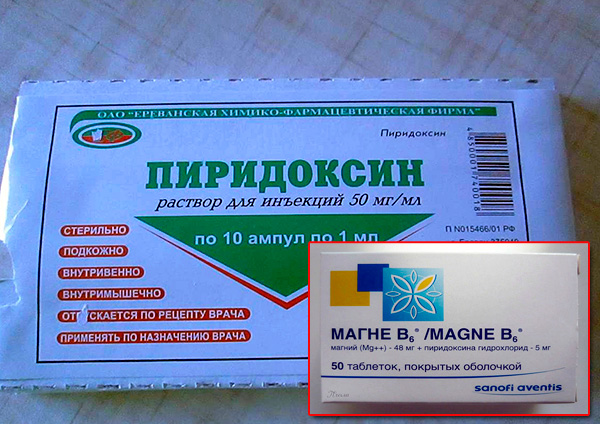 ОАО "ЕРЕВАНСКАЯ ХИМИКО-ФАРМАЦЕВТИЧЕСКАЯ ФИРМА"
Пиридоксин
ПИРИДОКСИН
раствор для инъекций 50 мг/мл
4850001740018
по 10 ампул по 1 мл
П N015466/01 РФ
СТЕРИЛЬНО
ПОДКОЖНО
ВНУТРИВЕННО
ВНУТРИМЫШЕЧНО
ОТПУСКАЕТСЯ ПО РЕЦЕПТУ ВРАЧА
ПРИМЕНЯТЬ ПО НАЗНАЧЕНИЮ ВРАЧА
МАГНЕ B6® /MAGNE B6®
магний (Mg++) - 48 мг + пиридоксина гидрохлорид - 5 мг
50 таблеток, покрытых оболочкой
sanofi aventis